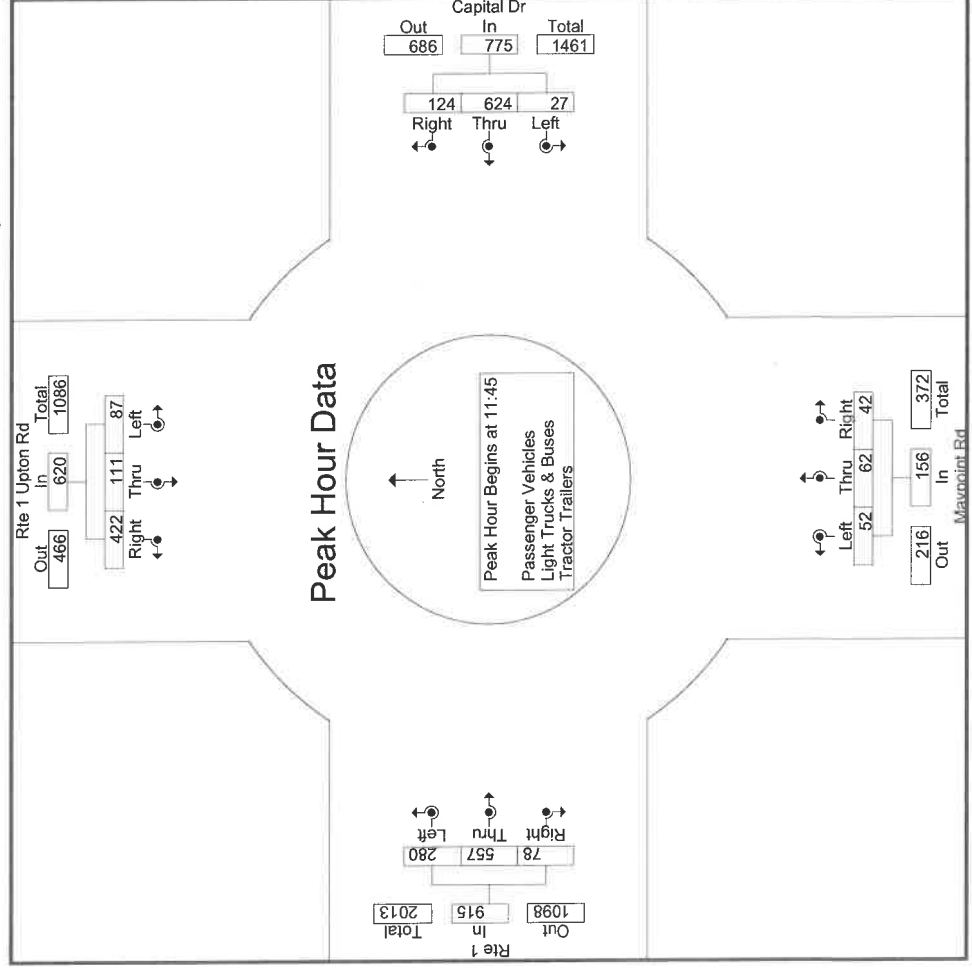 Capital Dr
Out In Total
686 775 1461
124 624 27
Right Thru Left
Rte 1 Upton Rd
Out In Total
466 620 1086
422 111 87
Right Thru Left
Peak Hour Data
North
Peak Hour Begins at 11:45
Passenger Vehicles
Light Trucks & Buses
Tractor Trailers
Left Thru Right
280 557 78
Total In Out
2013 915 1098
Rte 1
Left Thru Right
52 62 42
216 156 372
Out In Total
Maypoint Rd